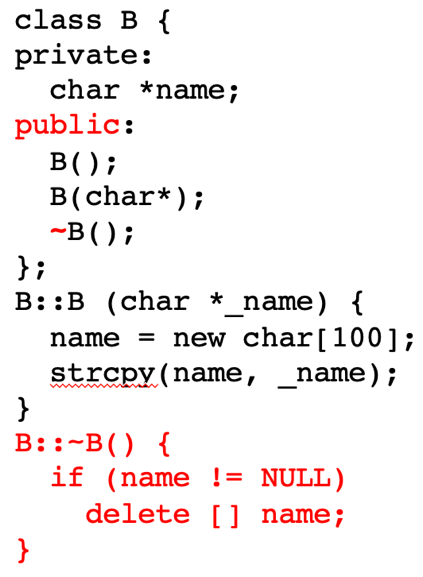 class B {
private:
  char *name;
public:
  B();
  B(char*);
  ~B();
};
B::B (char *_name) {
  name = new char[100];
  strcpy(name, _name);
}
B::~B() {
  if (name != NULL)
    delete [] name;
}